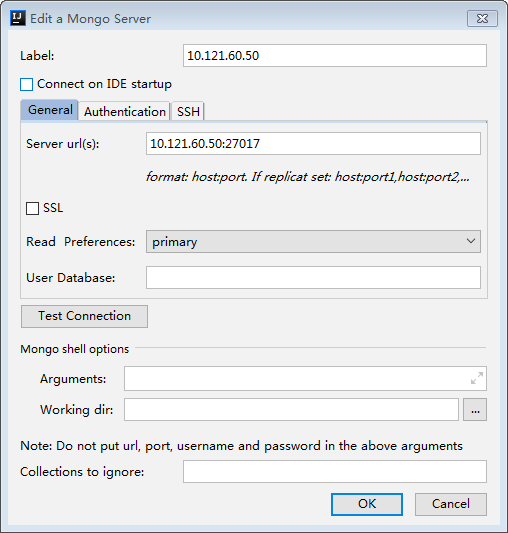 IJ Edit a Mongo Server
Label: 10.121.60.50
Connect on IDE startup
General Authentication SSH
Server url(s): 10.121.60.50:27017
format: host:port. If replicat set: host:port1,host:port2,...
SSL
Read Preferences: primary
User Database:
Test Connection
Mongo shell options
Arguments:
Working dir: ...
Note: Do not put url, port, username and password in the above arguments
Collections to ignore:
OK Cancel